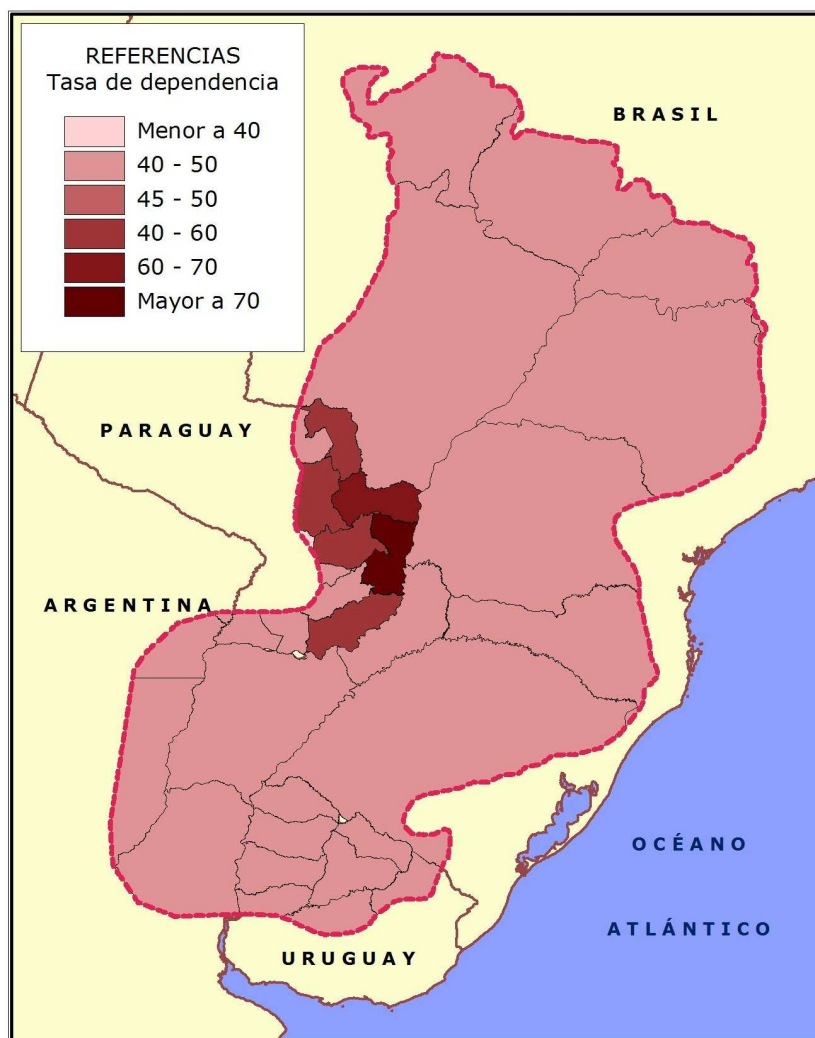 REFERENCIAS
Tasa de dependencia
Menor a 40
40 - 50
45 - 50
40 - 60
60 - 70
Mayor a 70
BRASIL
PARAGUAY
ARGENTINA
OCÉANO
ATLÁNTICO
URUGUAY